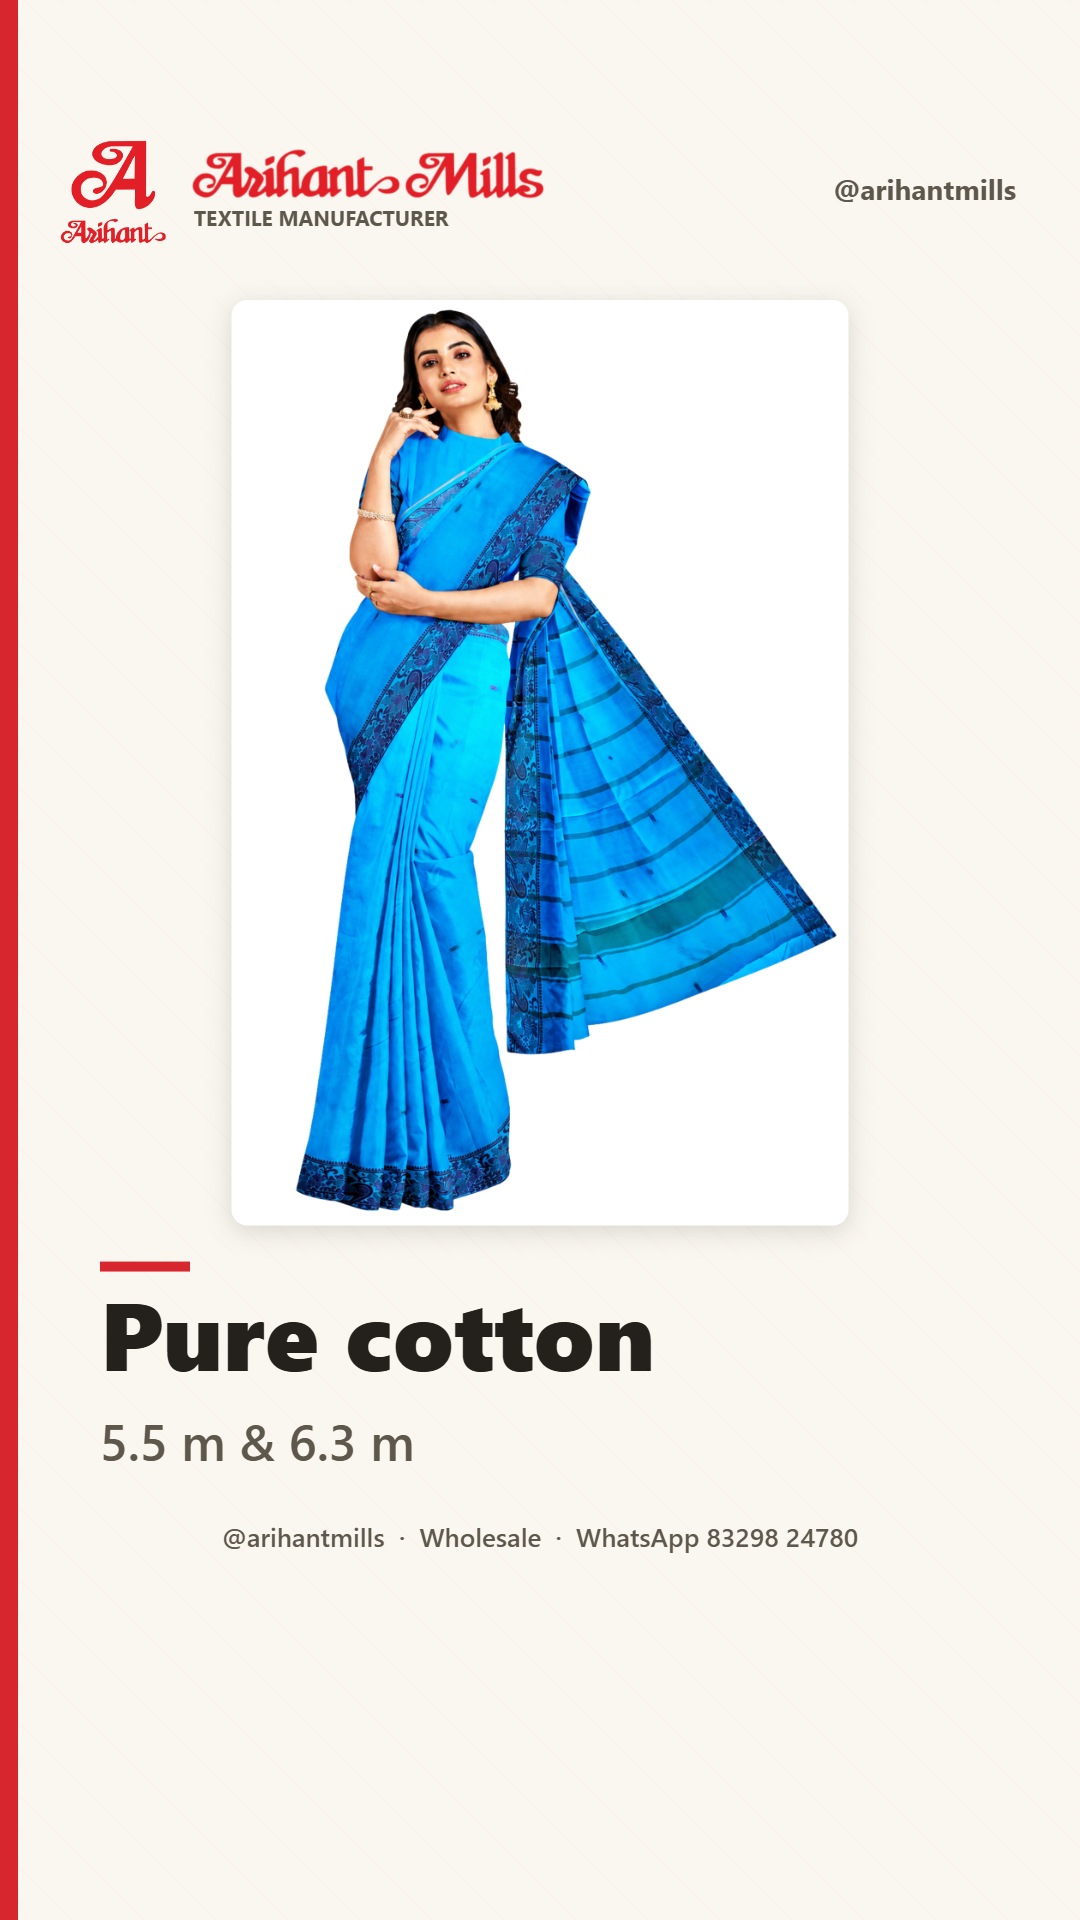 A
Arihant
Arihant Mills
TEXTILE MANUFACTURER
@arihantmills
Pure cotton
5.5 m & 6.3 m
@arihantmills · Wholesale · WhatsApp 83298 24780